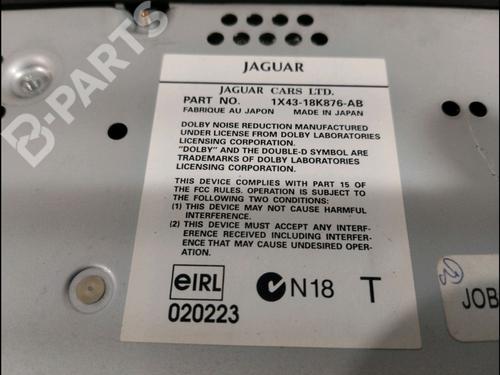 B-PARTS
JAGUAR
JAGUAR CARS LTD.
PART NO. 1X43-18K876-AB
FABRIQUE AU JAPON MADE IN JAPAN
DOLBY NOISE REDUCTION MANUFACTURED
UNDER LICENSE FROM DOLBY LABORATORIES
LICENSING CORPORATION.
"DOLBY" AND THE DOUBLE-D SYMBOL ARE
TRADEMARKS OF DOLBY LABORATORIES
LICENSING CORPORATION.
THIS DEVICE COMPLIES WITH PART 15 OF
THE FCC RULES. OPERATION IS SUBJECT TO
THE FOLLOWING TWO CONDITIONS:
(1) THIS DEVICE MAY NOT CAUSE HARMFUL
INTERFERENCE.
(2) THIS DEVICE MUST ACCEPT ANY INTERF-
ERENCE RECEIVED INCLUDING INTERFER-
ENCE THAT MAY CAUSE UNDESIRED OPER-
ATION.
eIRL N18 T
020223
JOB